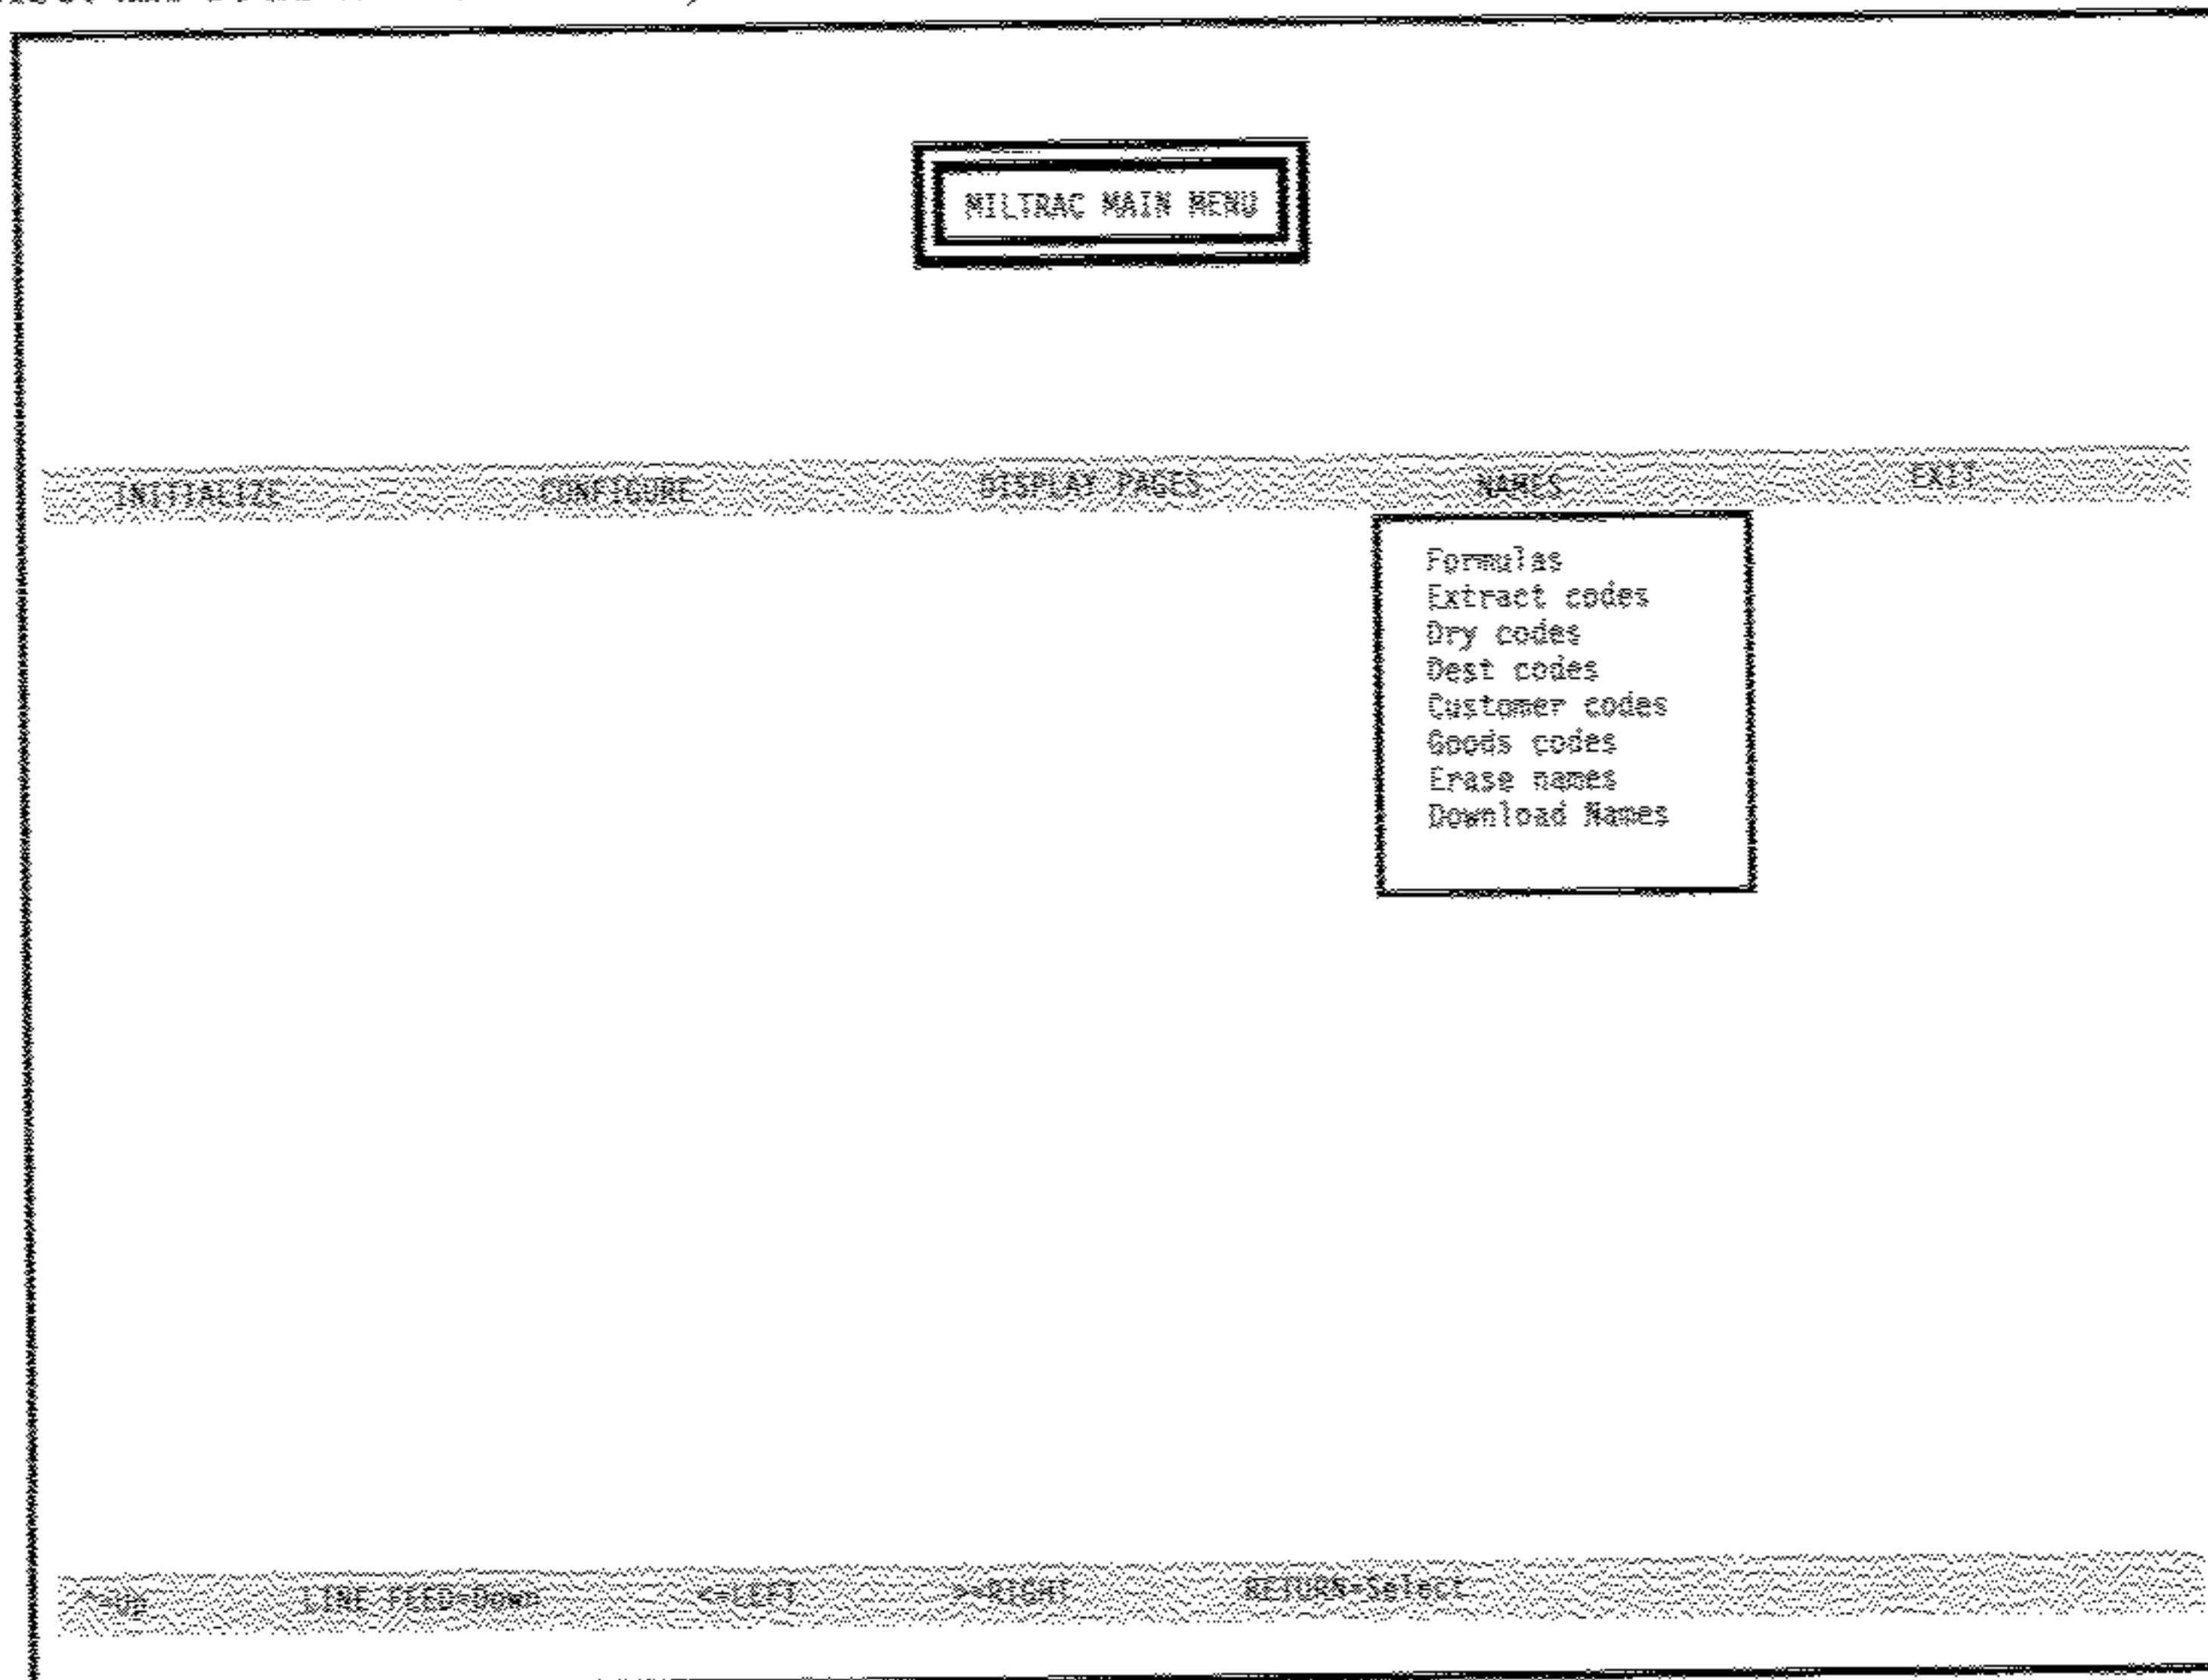 MILTRAC MAIN MENU
INITIALIZE CONFIGURE DISPLAY PAGES NAMES EXIT
Formulas
Extract codes
Dry codes
Dest codes
Customer codes
Goods codes
Erase names
Download Names
^=Up LINE FEED=Down <=LEFT >=RIGHT RETURN=Select